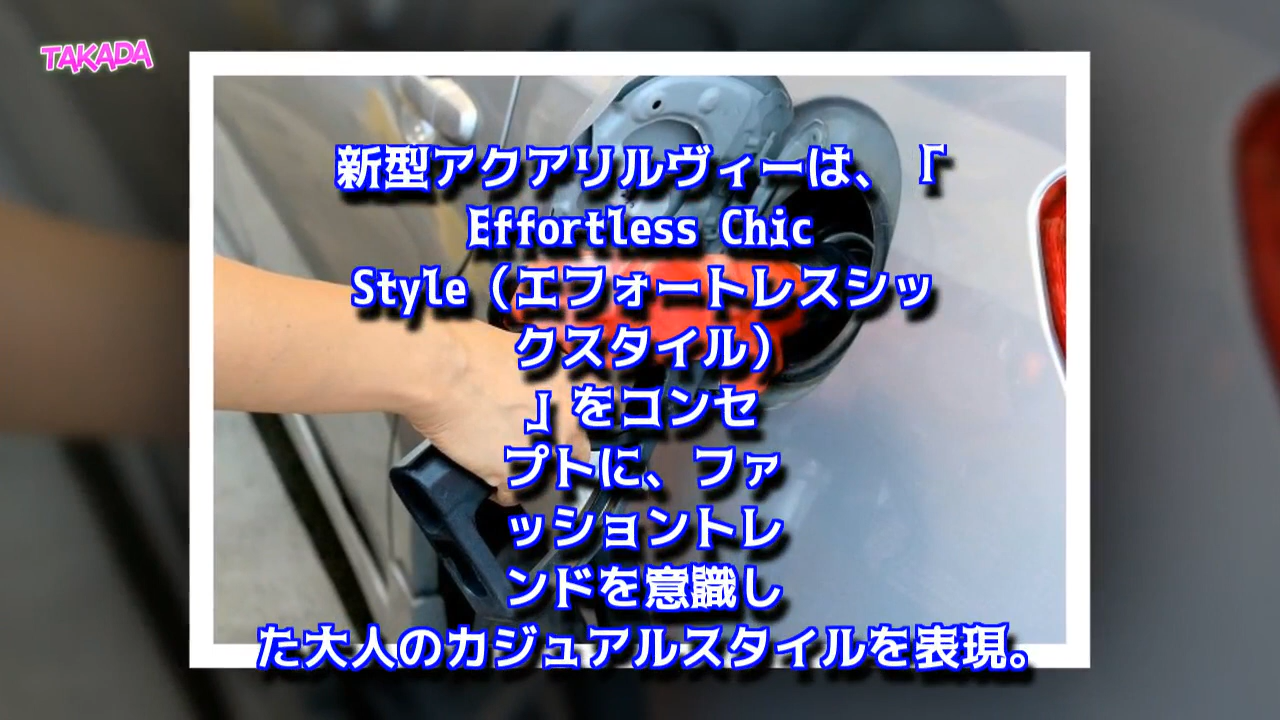 TAKADA
新型アクアリルヴィーは、「
Effortless Chic
Style（エフォートレスシッ
クスタイル）
」をコンセ
プトに、ファ
ッショントレ
ンドを意識し
た大人のカジュアルスタイルを表現。